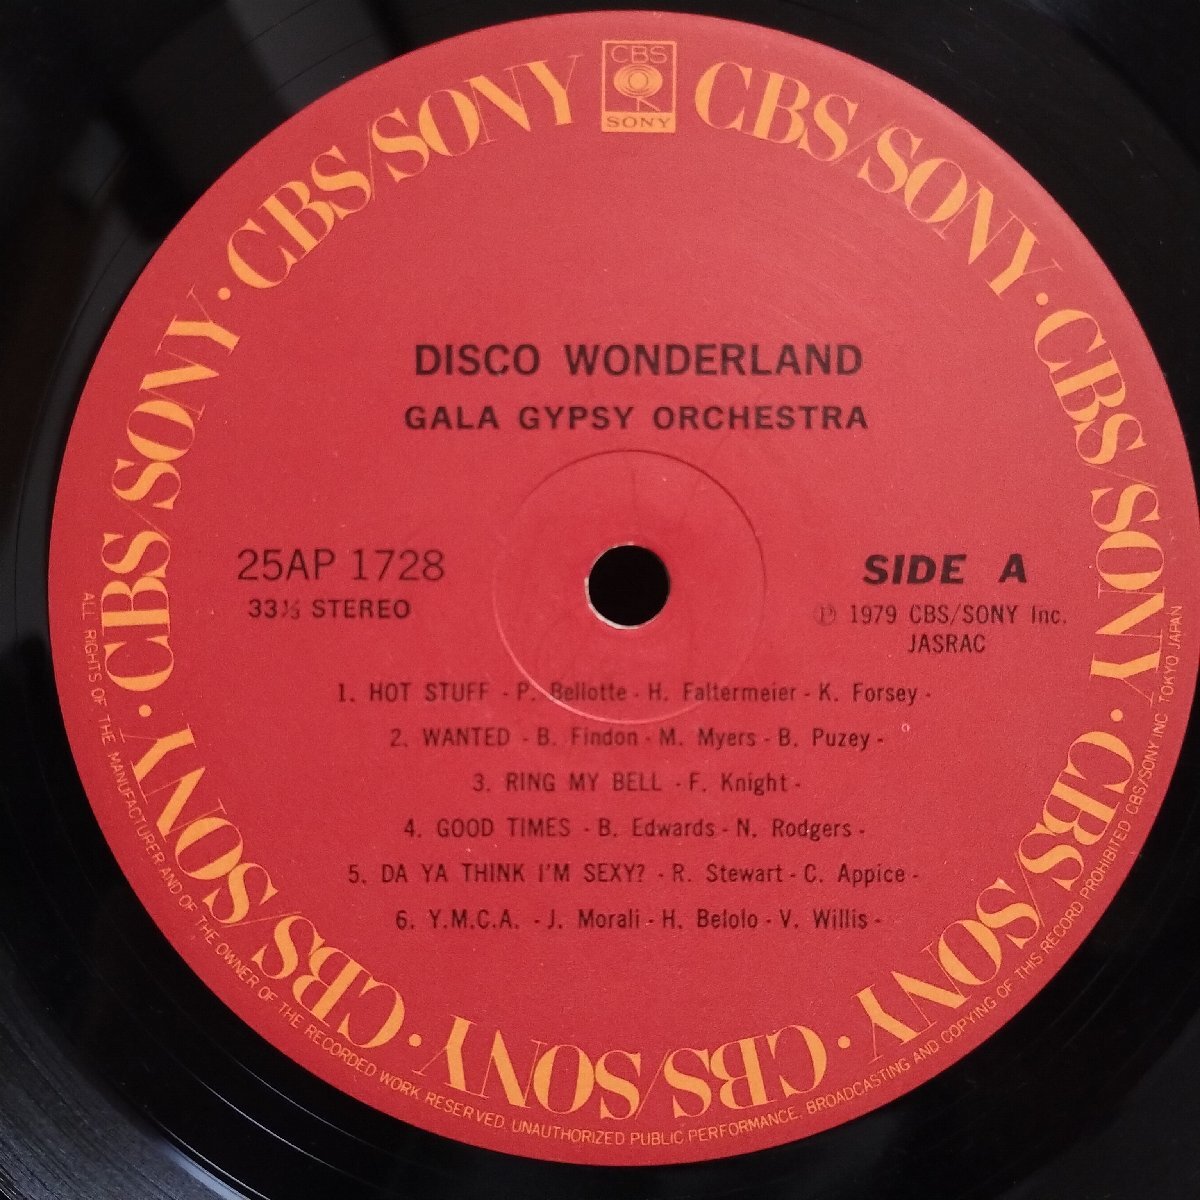 CBS
SONY
CBS/SONY · CBS/SONY · CBS/SONY · CBS/SONY · CBS/SONY · CBS/SONY · CBS/SONY · CBS/SONY
DISCO WONDERLAND
GALA GYPSY ORCHESTRA
25AP 1728
33⅓ STEREO
SIDE A
Ⓟ 1979 CBS/SONY Inc.
JASRAC
1. HOT STUFF - P. Bellotte - H. Faltermeier - K. Forsey -
2. WANTED - B. Findon - M. Myers - B. Puzey -
3. RING MY BELL - F. Knight -
4. GOOD TIMES - B. Edwards - N. Rodgers -
5. DA YA THINK I'M SEXY? - R. Stewart - C. Appice -
6. Y.M.C.A. - J. Morali - H. Belolo - V. Willis -
ALL RIGHTS OF THE MANUFACTURER AND OF THE OWNER OF THE RECORDED WORK RESERVED. UNAUTHORIZED PUBLIC PERFORMANCE, BROADCASTING AND COPYING OF THIS RECORD PROHIBITED CBS/SONY INC TOKYO JAPAN